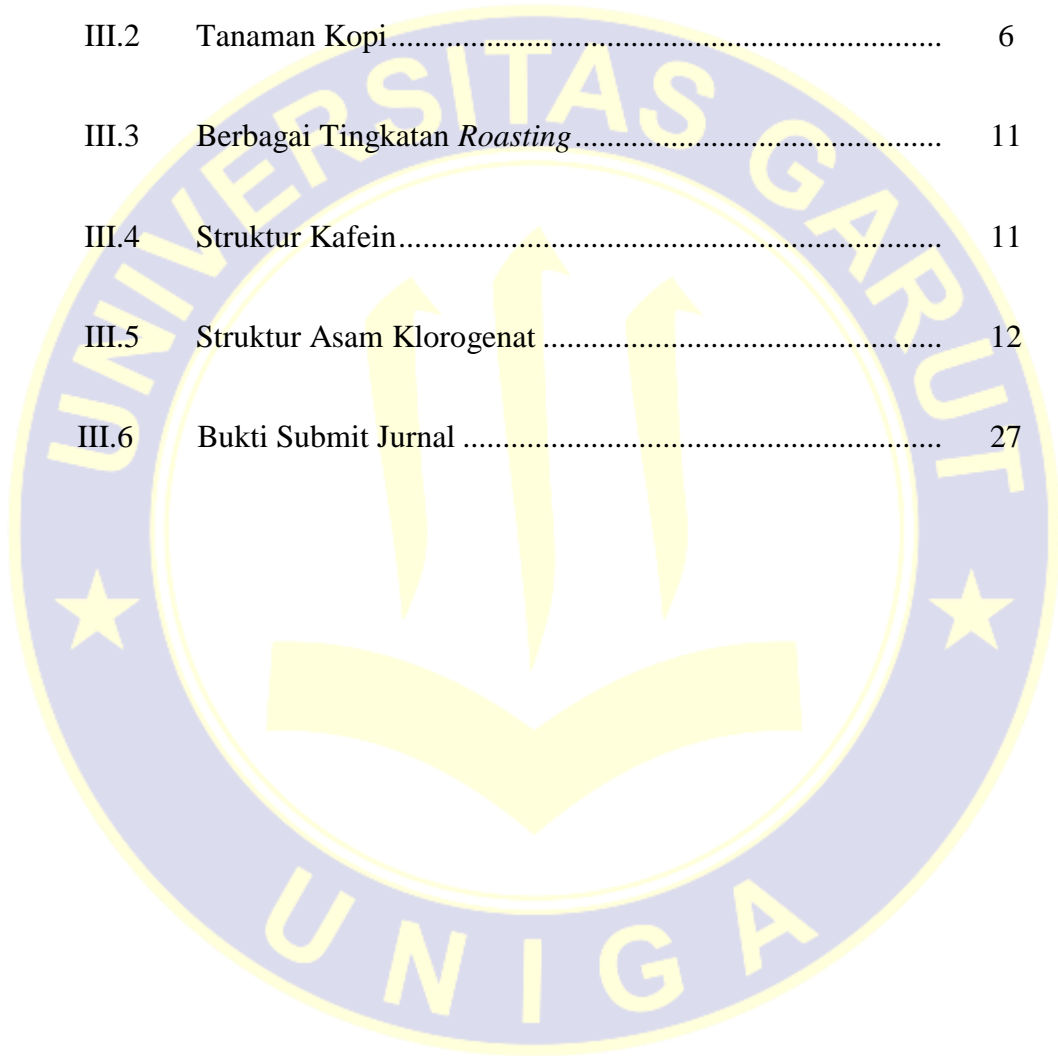 III.2 Tanaman Kopi.................................................................... 6
III.3 Berbagai Tingkatan Roasting............................................. 11
III.4 Struktur Kafein................................................................... 11
III.5 Struktur Asam Klorogenat ................................................. 12
III.6 Bukti Submit Jurnal ........................................................... 27
UNIVERSITAS GARUT
UNIGA